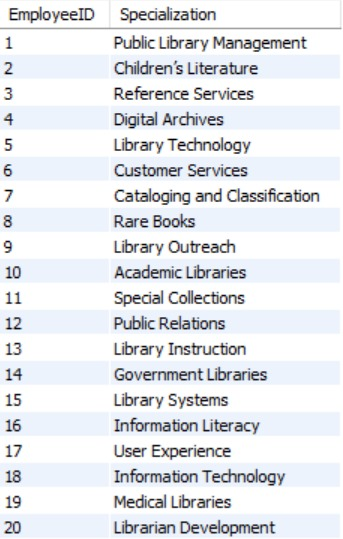 EmployeeID Specialization
1 Public Library Management
2 Children’s Literature
3 Reference Services
4 Digital Archives
5 Library Technology
6 Customer Services
7 Cataloging and Classification
8 Rare Books
9 Library Outreach
10 Academic Libraries
11 Special Collections
12 Public Relations
13 Library Instruction
14 Government Libraries
15 Library Systems
16 Information Literacy
17 User Experience
18 Information Technology
19 Medical Libraries
20 Librarian Development